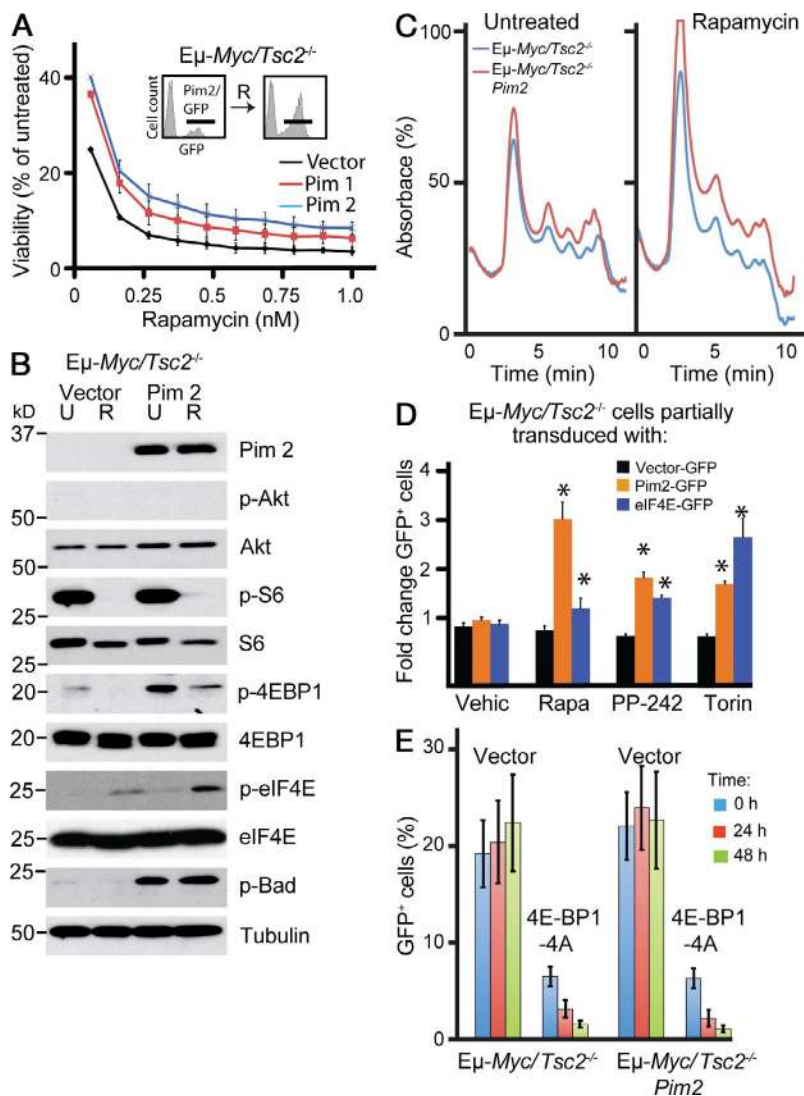 A
Eµ-Myc/Tsc2-/-
Viability (% of untreated)
40
20
0
Cell count
Pim2/
GFP
GFP
R
Vector
Pim 1
Pim 2
0
0.25
0.50
0.75
1.0
Rapamycin (nM)
B
Eµ-Myc/Tsc2-/-
Vector
Pim 2
kD
U
R
U
R
37
Pim 2
p-Akt
50
50
Akt
p-S6
25
S6
25
20
p-4EBP1
20
4EBP1
25
p-eIF4E
25
eIF4E
25
p-Bad
50
Tubulin
C
Untreated
Rapamycin
Eµ-Myc/Tsc2-/-
Eµ-Myc/Tsc2-/-
Pim2
Absorbace (%)
100
50
0
0
5
10
0
5
10
Time (min)
Time (min)
D
Eµ-Myc/Tsc2-/- cells partially
transduced with:
Fold change GFP+ cells
4
3
2
1
Vector-GFP
Pim2-GFP
eIF4E-GFP
*
*
*
*
*
*
Vehic
Rapa
PP-242
Torin
E
GFP+ cells (%)
30
20
10
0
Vector
Vector
Time:
0 h
24 h
48 h
4E-BP1
-4A
4E-BP1
-4A
Eµ-Myc/Tsc2-/-
Eµ-Myc/Tsc2-/-
Pim2